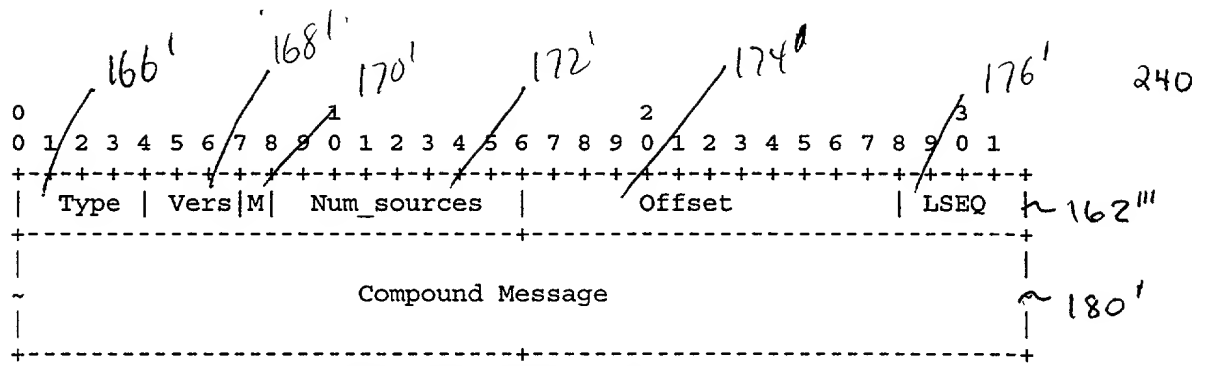 166' 168' 170' 172' 174' 176' 240
0 1 2 3
0 1 2 3 4 5 6 7 8 9 0 1 2 3 4 5 6 7 8 9 0 1 2 3 4 5 6 7 8 9 0 1
+-+-+-+-+-+-+-+-+-+-+-+-+-+-+-+-+-+-+-+-+-+-+-+-+-+-+-+-+-+-+-+-+
| Type | Vers|M| Num_sources | Offset | LSEQ | ~ 162'''
+-------------------------------+-------------------------------+
| |
~ Compound Message ~ 180'
| |
+-------------------------------+-------------------------------+